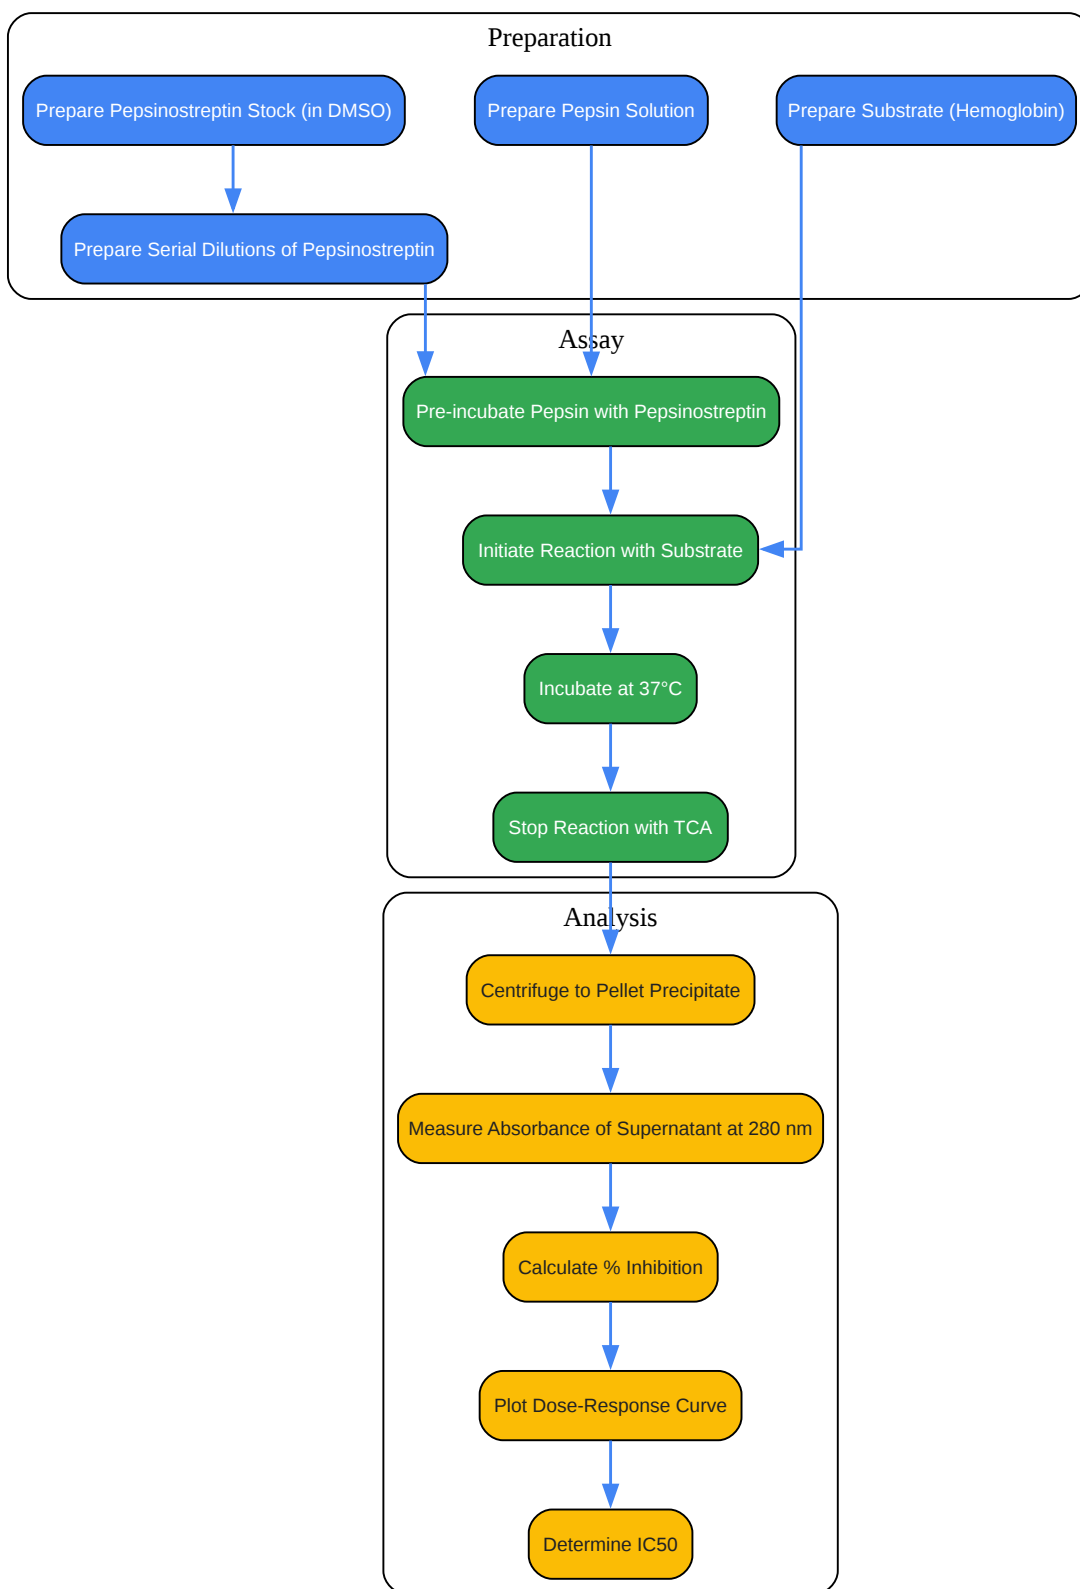 Preparation
Prepare Pepsinostreptin Stock (in DMSO)
Prepare Pepsin Solution
Prepare Substrate (Hemoglobin)
Prepare Serial Dilutions of Pepsinostreptin
Assay
Pre-incubate Pepsin with Pepsinostreptin
Initiate Reaction with Substrate
Incubate at 37°C
Stop Reaction with TCA
Analysis
Centrifuge to Pellet Precipitate
Measure Absorbance of Supernatant at 280 nm
Calculate % Inhibition
Plot Dose-Response Curve
Determine IC50